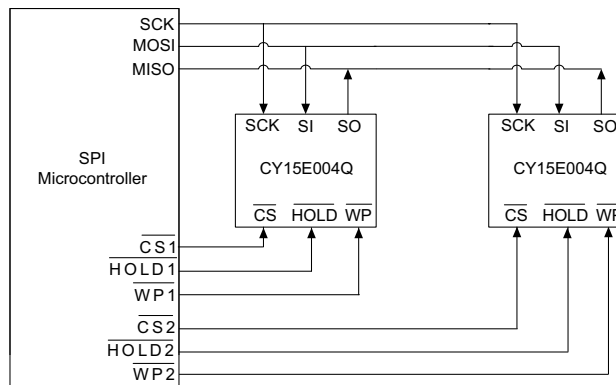 SCK
MOSI
MISO
SPI
Microcontroller
SCK SI SO
CY15E004Q
CS HOLD WP
SCK SI SO
CY15E004Q
CS HOLD WP
CS1
HOLD1
WP1
CS2
HOLD2
WP2